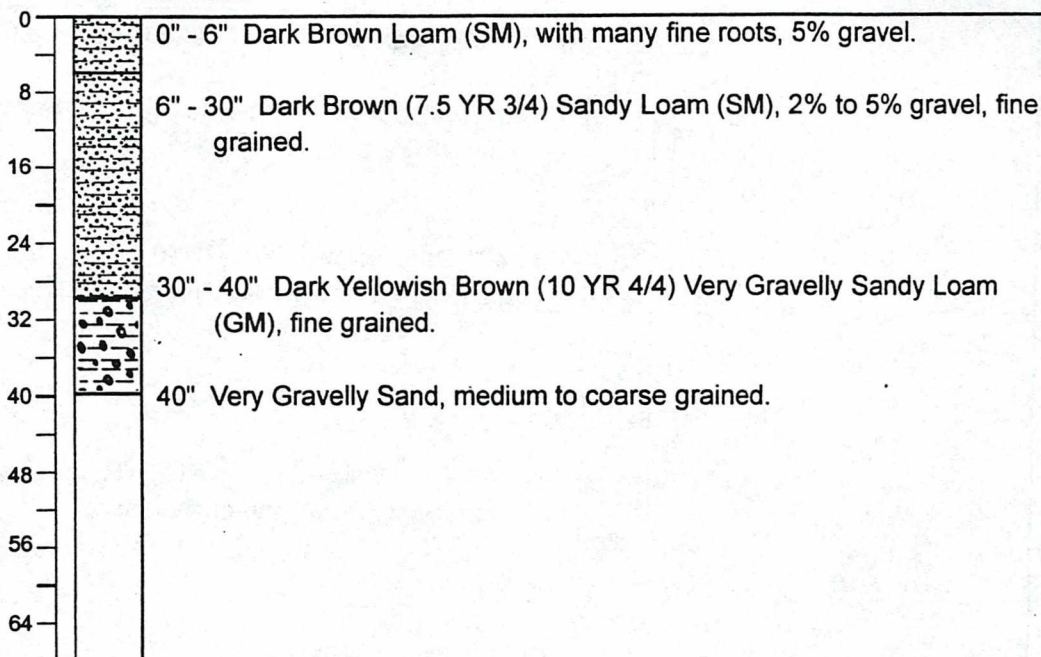 0
0" - 6" Dark Brown Loam (SM), with many fine roots, 5% gravel.
8
6" - 30" Dark Brown (7.5 YR 3/4) Sandy Loam (SM), 2% to 5% gravel, fine
grained.
16
24
30" - 40" Dark Yellowish Brown (10 YR 4/4) Very Gravelly Sandy Loam
32
(GM), fine grained.
40
40" Very Gravelly Sand, medium to coarse grained.
48
56
64